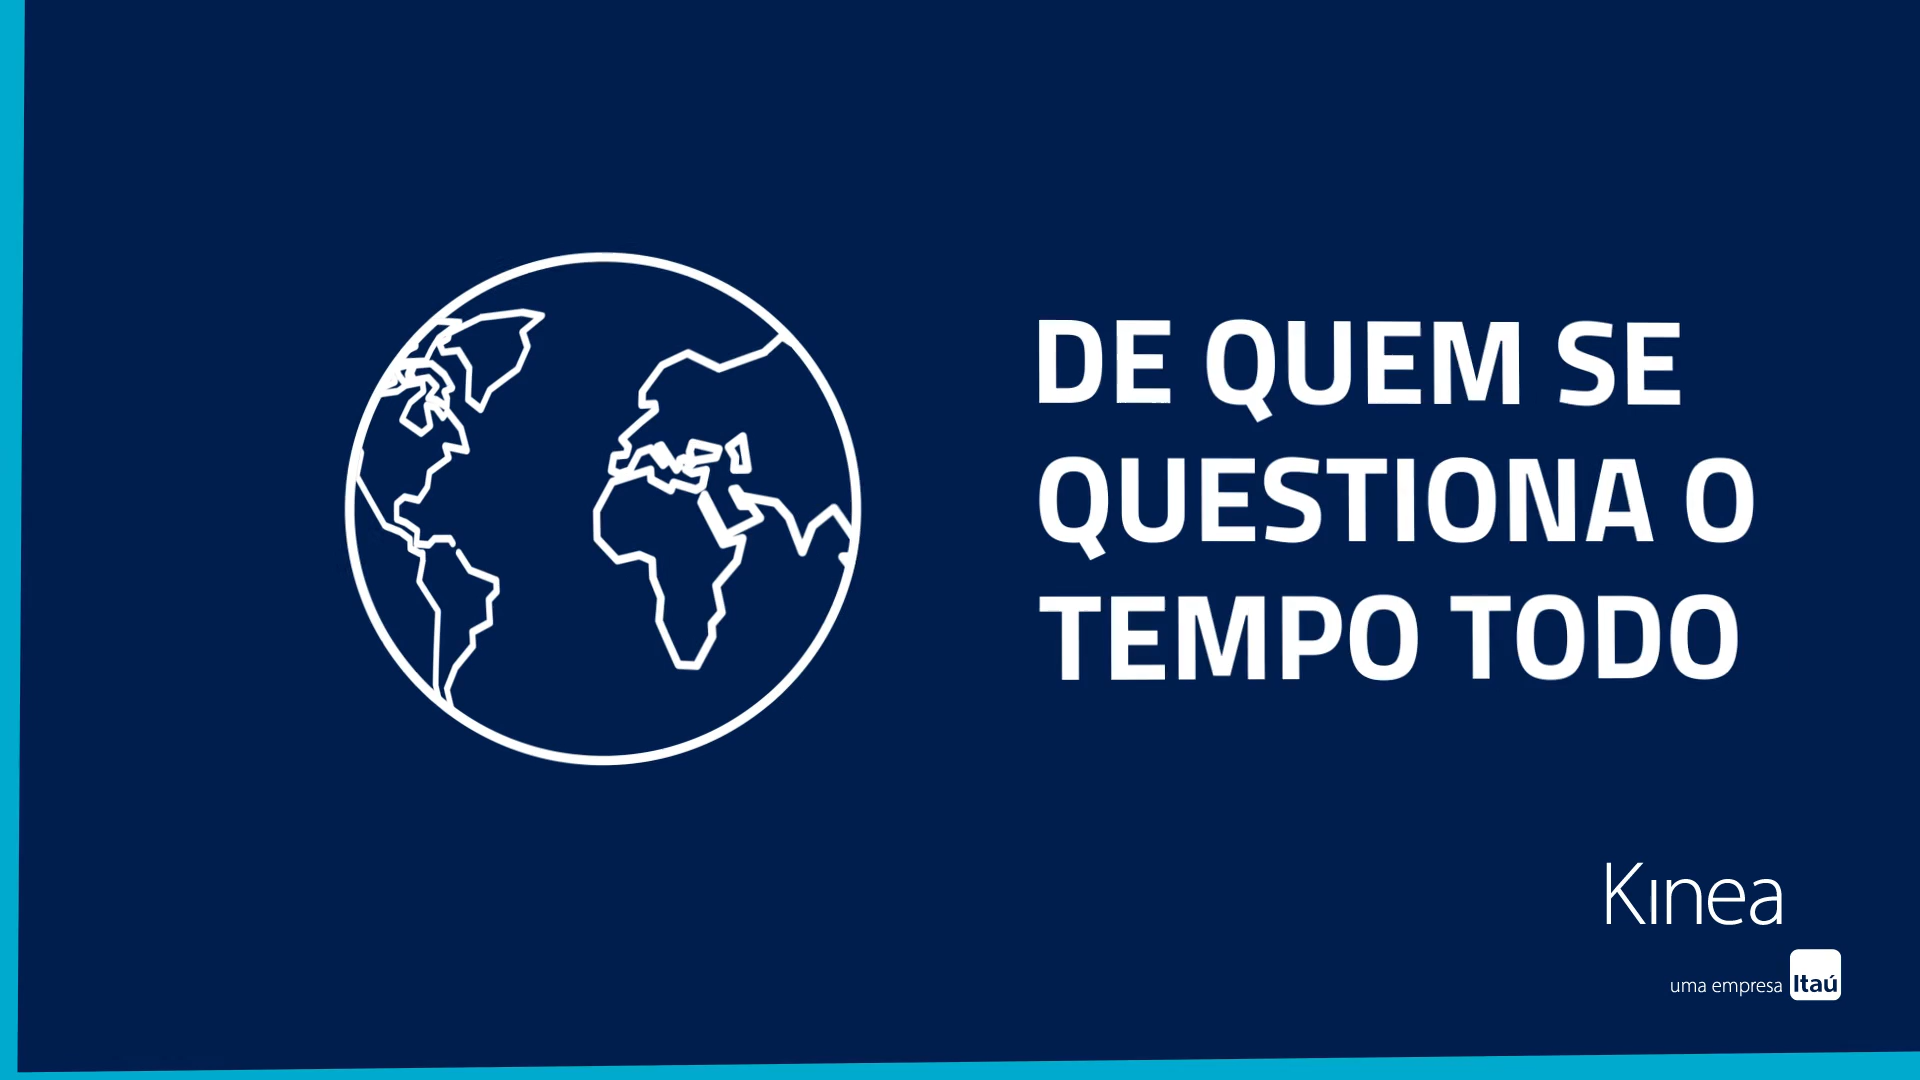 DE QUEM SE
QUESTIONA O
TEMPO TODO
Kinea
uma empresa Itaú